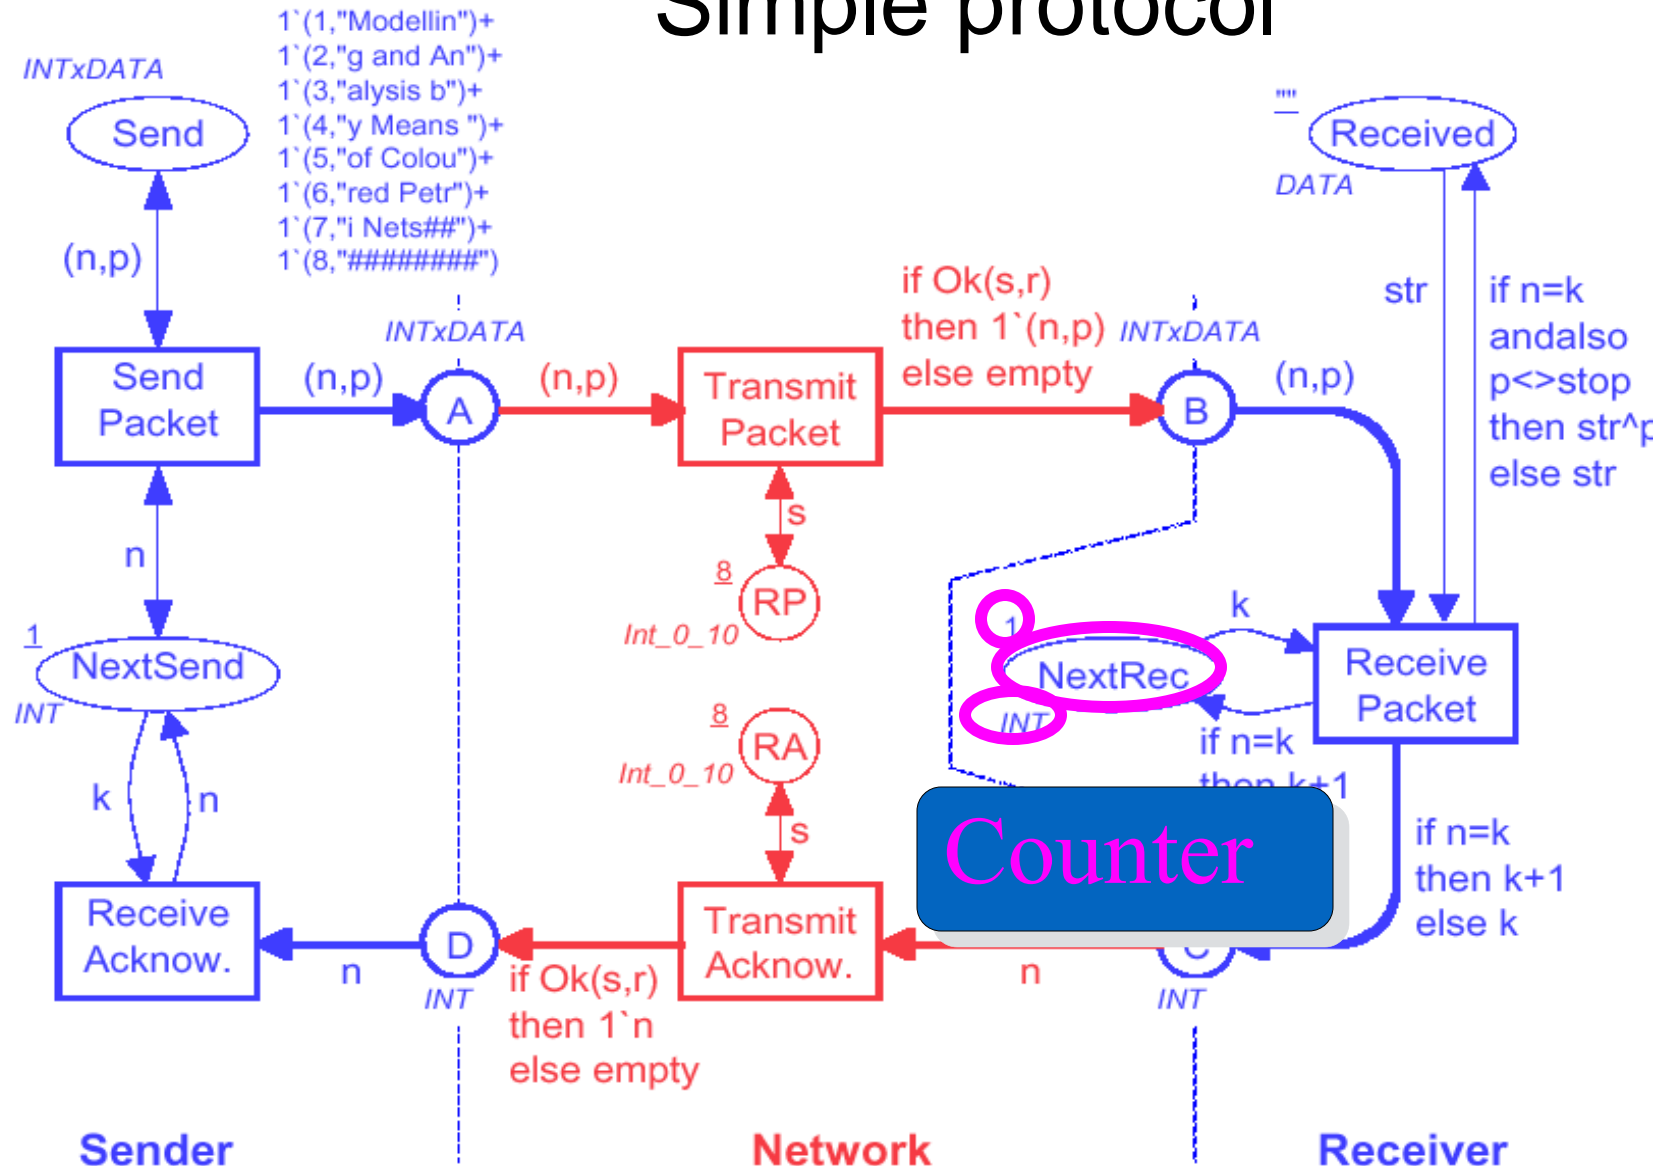 Simple protocol
1`(1,"Modellin")+
1`(2,"g and An")+
1`(3,"alysis b")+
1`(4,"y Means ")+
1`(5,"of Colou")+
1`(6,"red Petr")+
1`(7,"i Nets##")+
1`(8,"########")
INTxDATA
Send
""
Received
DATA
(n,p)
str
if n=k
andalso
p<>stop
then str^p
else str
if Ok(s,r)
then 1`(n,p)
else empty
INTxDATA
INTxDATA
Send
Packet
(n,p)
A
(n,p)
Transmit
Packet
B
(n,p)
n
s
8
RP
Int_0_10
1
NextSend
INT
1
NextRec
INT
k
Receive
Packet
if n=k
then k+1
8
RA
Int_0_10
k
n
s
Counter
if n=k
then k+1
else k
Receive
Acknow.
n
D
INT
if Ok(s,r)
then 1`n
else empty
Transmit
Acknow.
n
INT
Sender
Network
Receiver